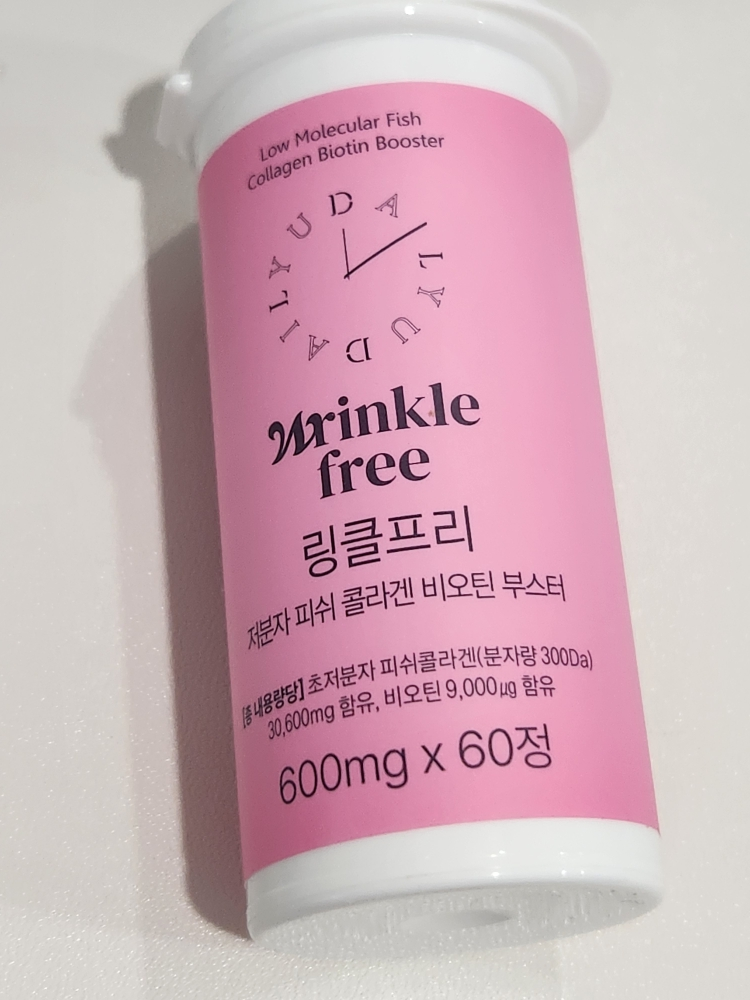 Low Molecular Fish
Collagen Biotin Booster
DAILYUDAILYU
Wrinkle
free
링클프리
저분자 피쉬 콜라겐 비오틴 부스터
[총 내용량당] 초저분자 피쉬콜라겐(분자량 300Da)
30,600mg 함유, 비오틴 9,000㎍ 함유
600mg x 60정